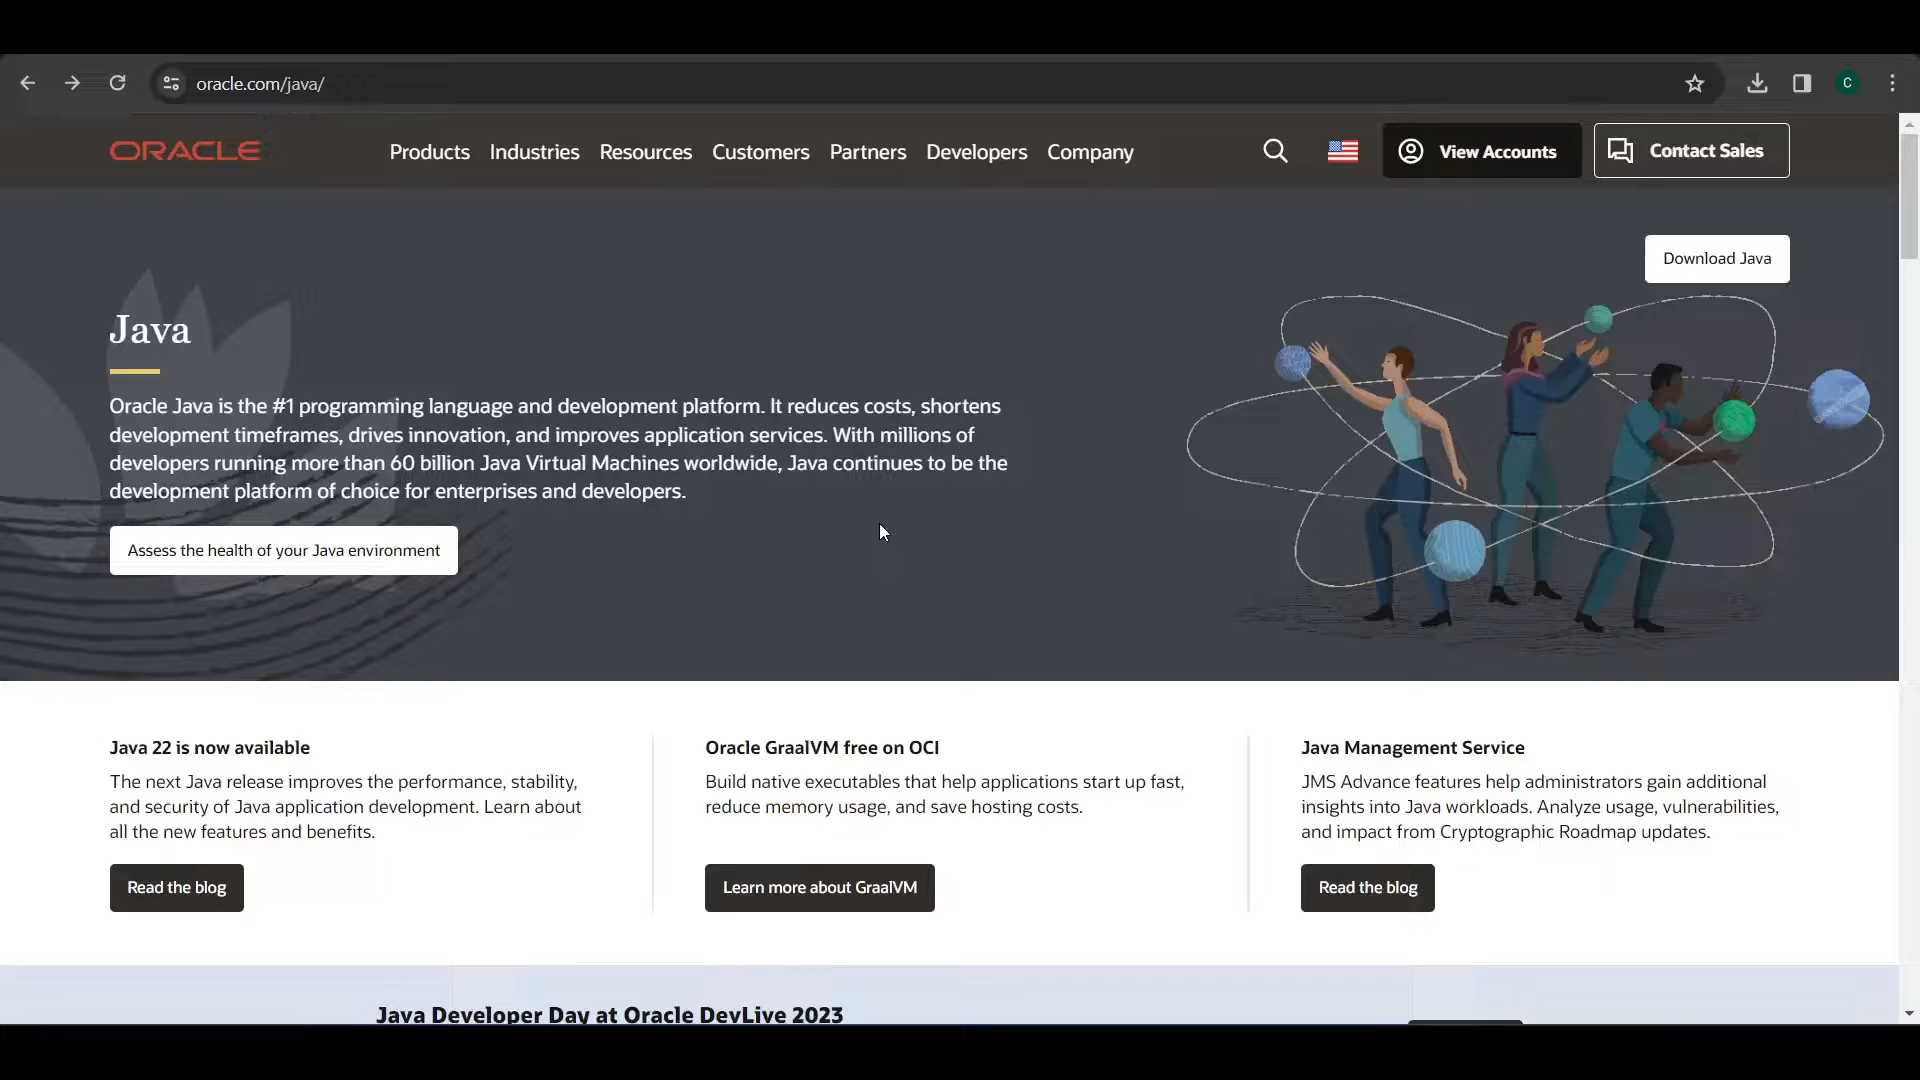 oracle.com/java/
C
ORACLE
Products Industries Resources Customers Partners Developers Company
View Accounts
Contact Sales
Download Java
Java
Oracle Java is the #1 programming language and development platform. It reduces costs, shortens
development timeframes, drives innovation, and improves application services. With millions of
developers running more than 60 billion Java Virtual Machines worldwide, Java continues to be the
development platform of choice for enterprises and developers.
Assess the health of your Java environment
Java 22 is now available
The next Java release improves the performance, stability,
and security of Java application development. Learn about
all the new features and benefits.
Read the blog
Oracle GraalVM free on OCI
Build native executables that help applications start up fast,
reduce memory usage, and save hosting costs.
Learn more about GraalVM
Java Management Service
JMS Advance features help administrators gain additional
insights into Java workloads. Analyze usage, vulnerabilities,
and impact from Cryptographic Roadmap updates.
Read the blog
Java Developer Day at Oracle DevLive 2023